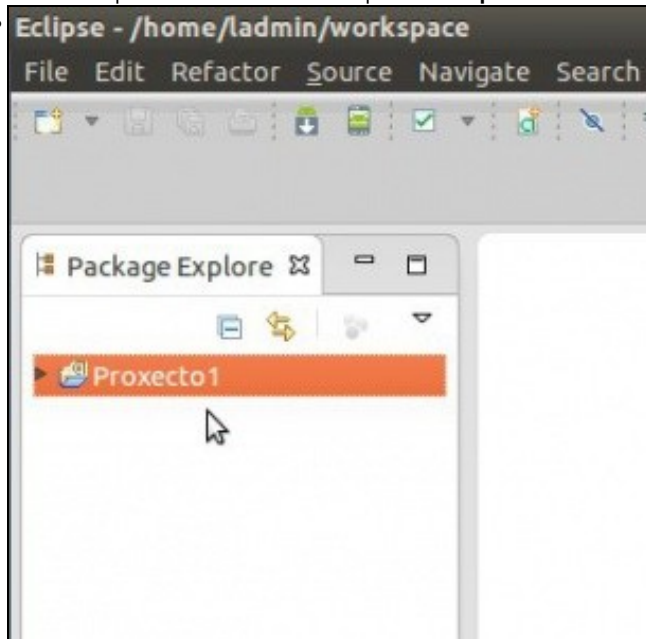 Eclipse - /home/ladmin/workspace
File Edit Refactor Source Navigate Search
Package Explore
Proxecto1